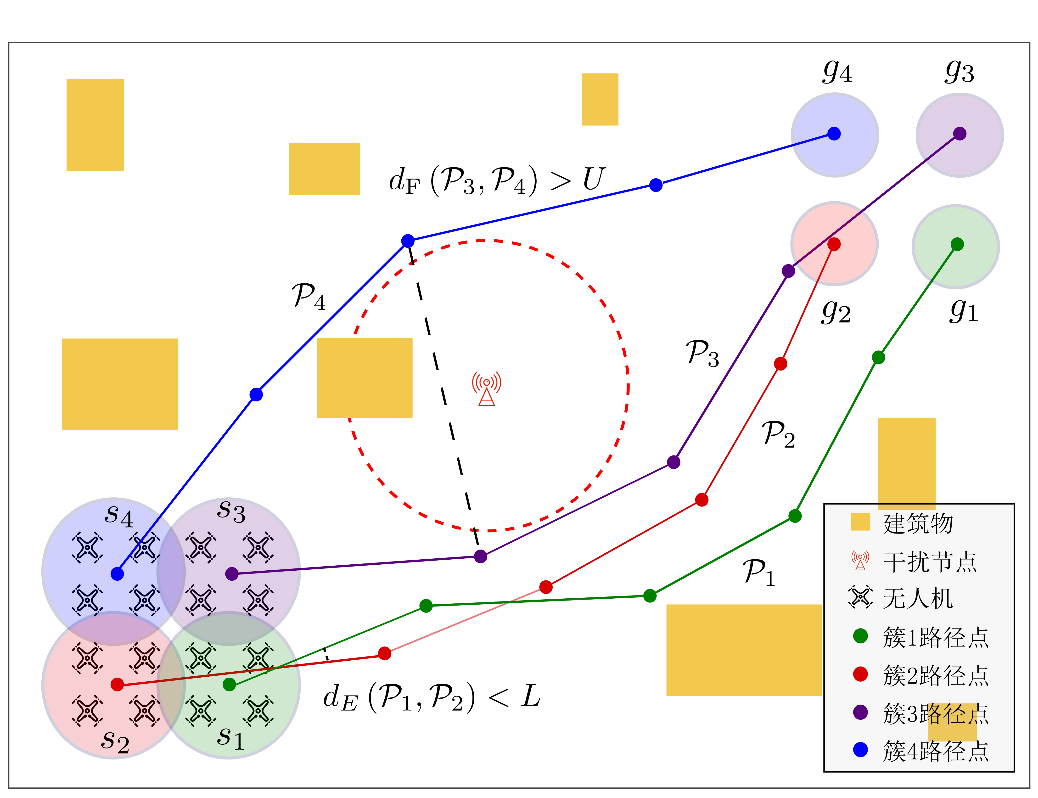 g₄
g₃
d_F (𝒫₃, 𝒫₄) > U
𝒫₄
g₂
g₁
𝒫₃
𝒫₂
s₄
s₃
𝒫₁
d_E (𝒫₁, 𝒫₂) < L
s₂
s₁
建筑物
干扰节点
无人机
簇1路径点
簇2路径点
簇3路径点
簇4路径点